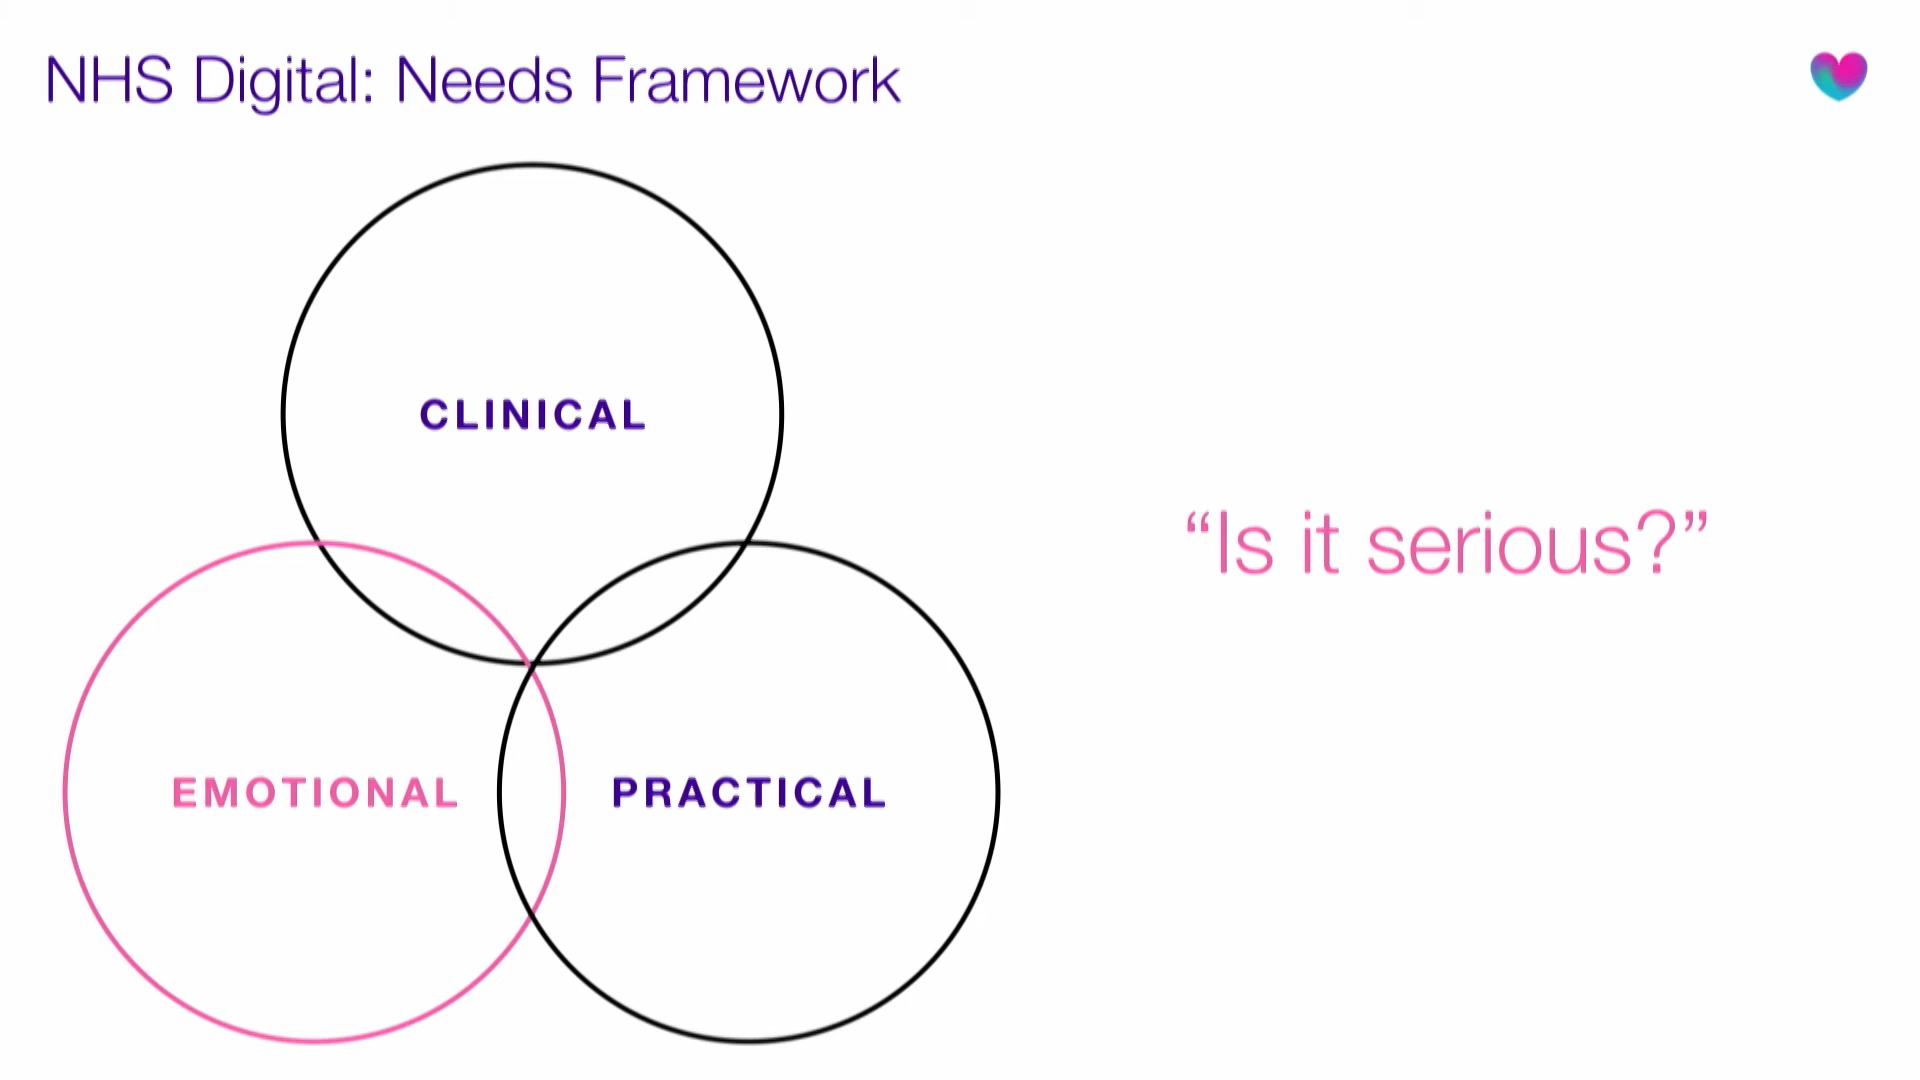 NHS Digital: Needs Framework
CLINICAL
EMOTIONAL
PRACTICAL
“Is it serious?”